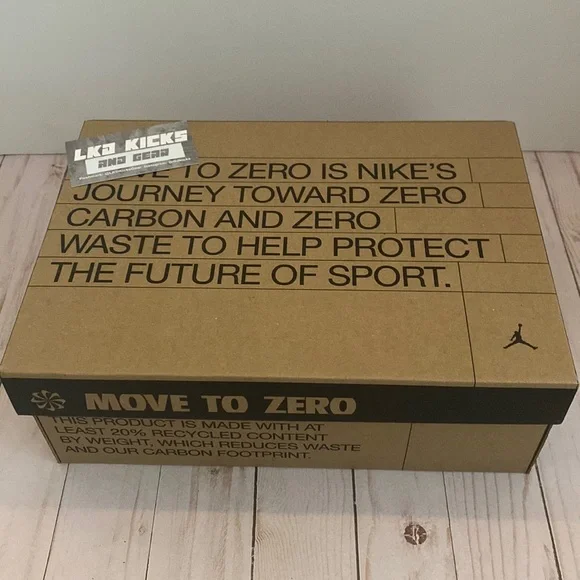 LKD KICKS
AND GEAR
TO ZERO IS NIKE'S
JOURNEY TOWARD ZERO
CARBON AND ZERO
WASTE TO HELP PROTECT
THE FUTURE OF SPORT.
MOVE TO ZERO
THIS PRODUCT IS MADE WITH AT
LEAST 20% RECYCLED CONTENT
BY WEIGHT, WHICH REDUCES WASTE
AND OUR CARBON FOOTPRINT.